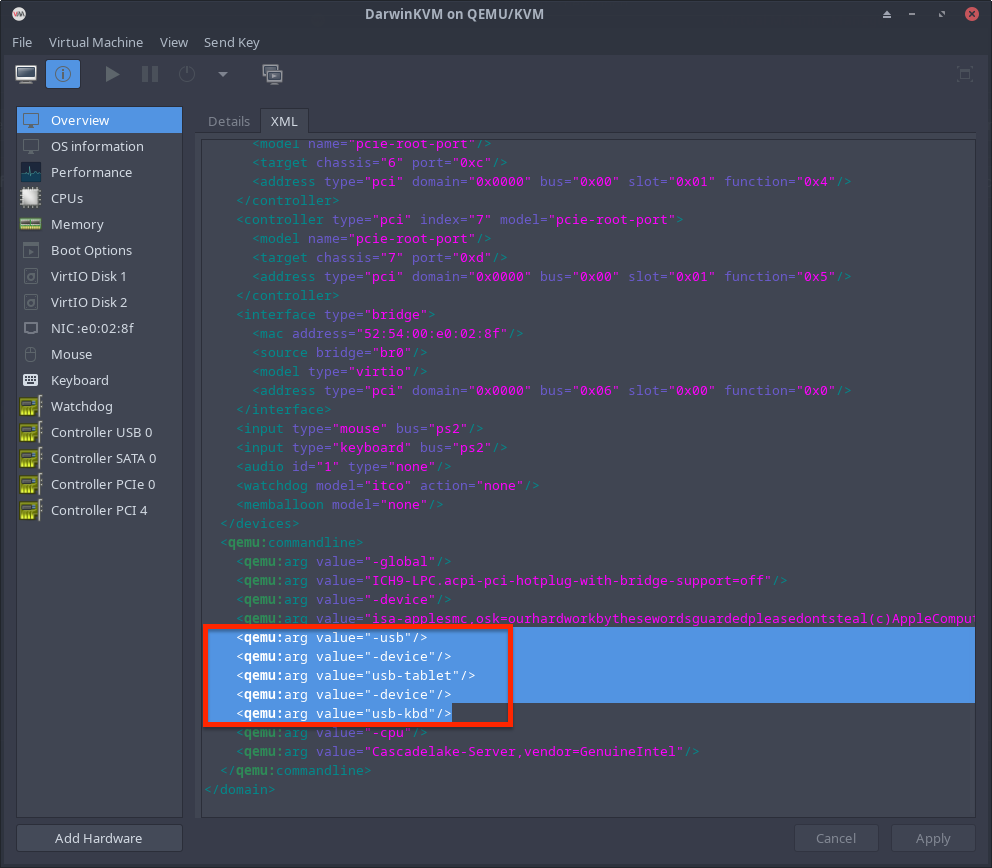 DarwinKVM on QEMU/KVM
File Virtual Machine View Send Key
Overview
OS information
Performance
CPUs
Memory
Boot Options
VirtIO Disk 1
VirtIO Disk 2
NIC :e0:02:8f
Mouse
Keyboard
Watchdog
Controller USB 0
Controller SATA 0
Controller PCIe 0
Controller PCI 4
Add Hardware
Details XML
<model name="pcie-root-port"/>
<target chassis="6" port="0xc"/>
<address type="pci" domain="0x0000" bus="0x00" slot="0x01" function="0x4"/>
</controller>
<controller type="pci" index="7" model="pcie-root-port">
<model name="pcie-root-port"/>
<target chassis="7" port="0xd"/>
<address type="pci" domain="0x0000" bus="0x00" slot="0x01" function="0x5"/>
</controller>
<interface type="bridge">
<mac address="52:54:00:e0:02:8f"/>
<source bridge="br0"/>
<model type="virtio"/>
<address type="pci" domain="0x0000" bus="0x06" slot="0x00" function="0x0"/>
</interface>
<input type="mouse" bus="ps2"/>
<input type="keyboard" bus="ps2"/>
<audio id="1" type="none"/>
<watchdog model="itco" action="none"/>
<memballoon model="none"/>
</devices>
<qemu:commandline>
<qemu:arg value="-global"/>
<qemu:arg value="ICH9-LPC.acpi-pci-hotplug-with-bridge-support=off"/>
<qemu:arg value="-device"/>
<qemu:arg value="isa-applesmc,osk=ourhardworkbythesewordsguardedpleasedontsteal(c)AppleComput
<qemu:arg value="-usb"/>
<qemu:arg value="-device"/>
<qemu:arg value="usb-tablet"/>
<qemu:arg value="-device"/>
<qemu:arg value="usb-kbd"/>
<qemu:arg value="-cpu"/>
<qemu:arg value="Cascadelake-Server,vendor=GenuineIntel"/>
</qemu:commandline>
</domain>
Cancel Apply